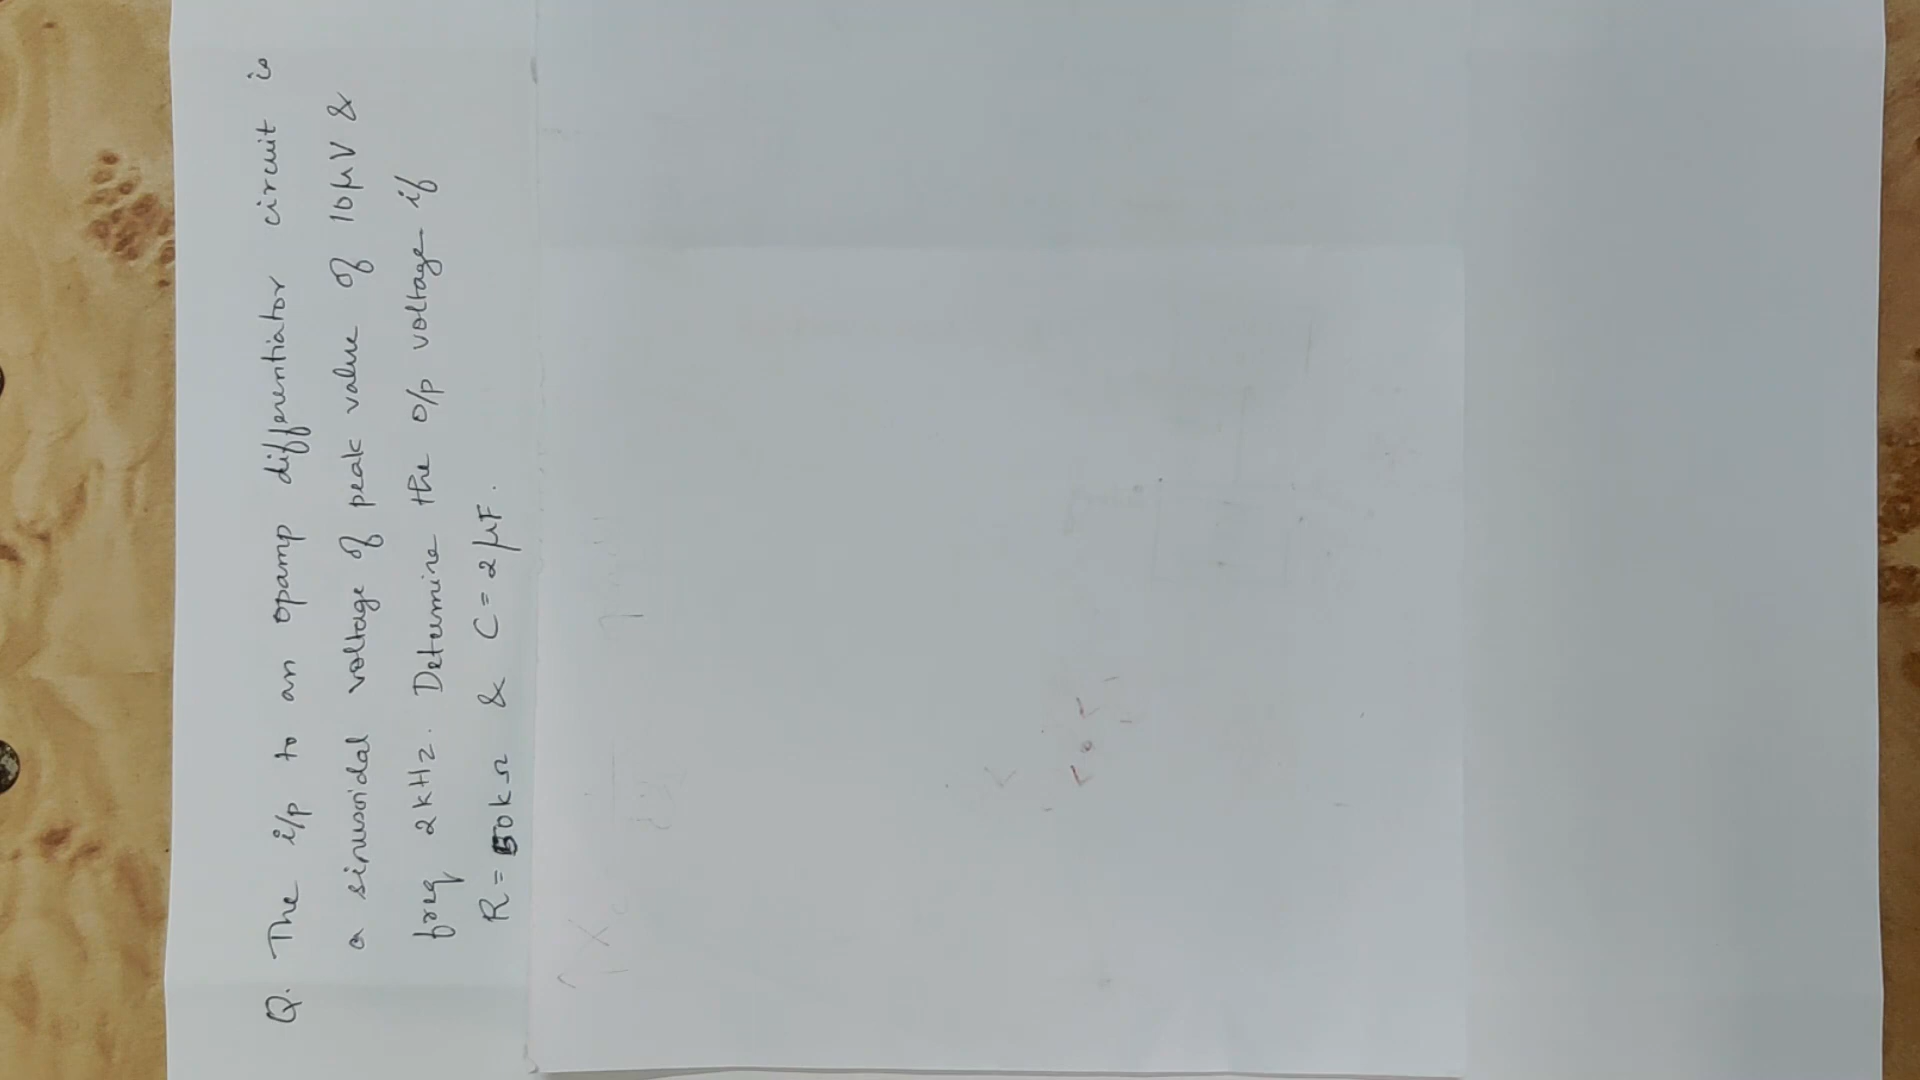 Q. The i/p to an opamp differentiator circuit is
a sinusoidal voltage of peak value of 10μV &
freq 2kHz. Determine the o/p voltage if
R=50kΩ & C=2μF.